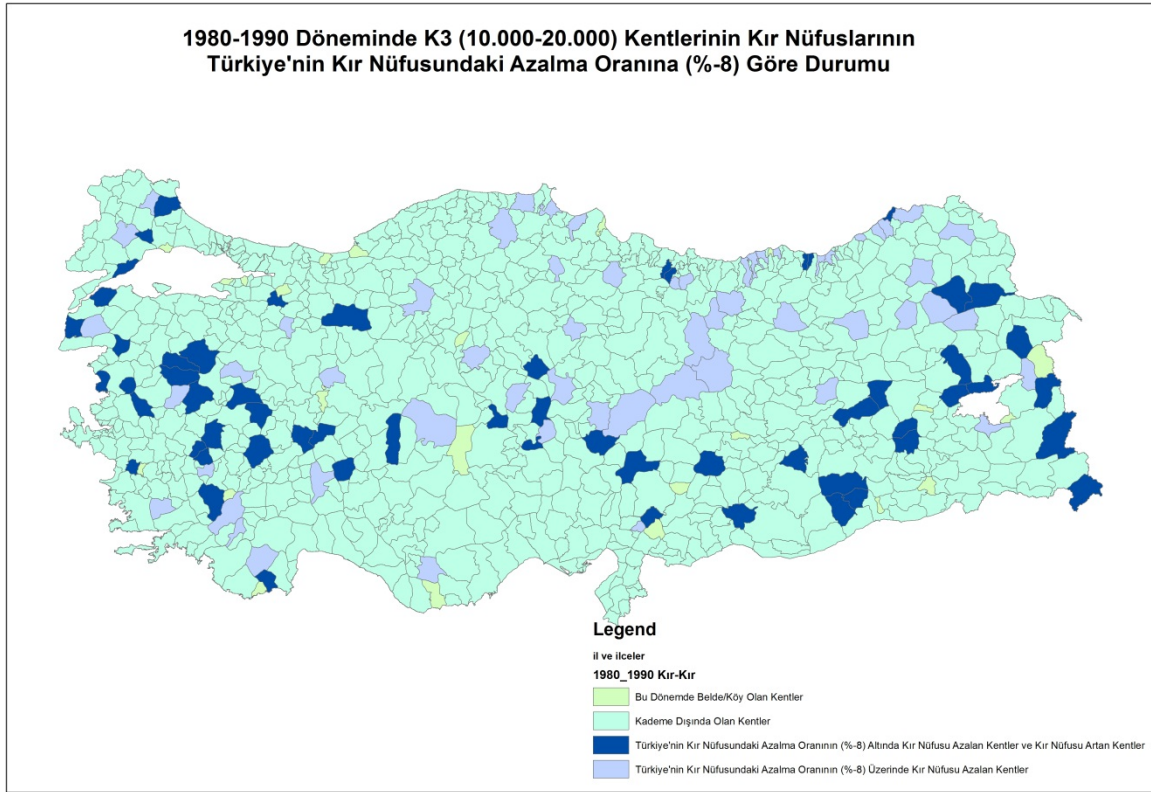 1980-1990 Döneminde K3 (10.000-20.000) Kentlerinin Kır Nüfuslarının
Türkiye'nin Kır Nüfusundaki Azalma Oranına (%-8) Göre Durumu
Legend
il ve ilceler
1980_1990 Kır-Kır
Bu Dönemde Belde/Köy Olan Kentler
Kademe Dışında Olan Kentler
Türkiye'nin Kır Nüfusundaki Azalma Oranının (%-8) Altında Kır Nüfusu Azalan Kentler ve Kır Nüfusu Artan Kentler
Türkiye'nin Kır Nüfusundaki Azalma Oranının (%-8) Üzerinde Kır Nüfusu Azalan Kentler